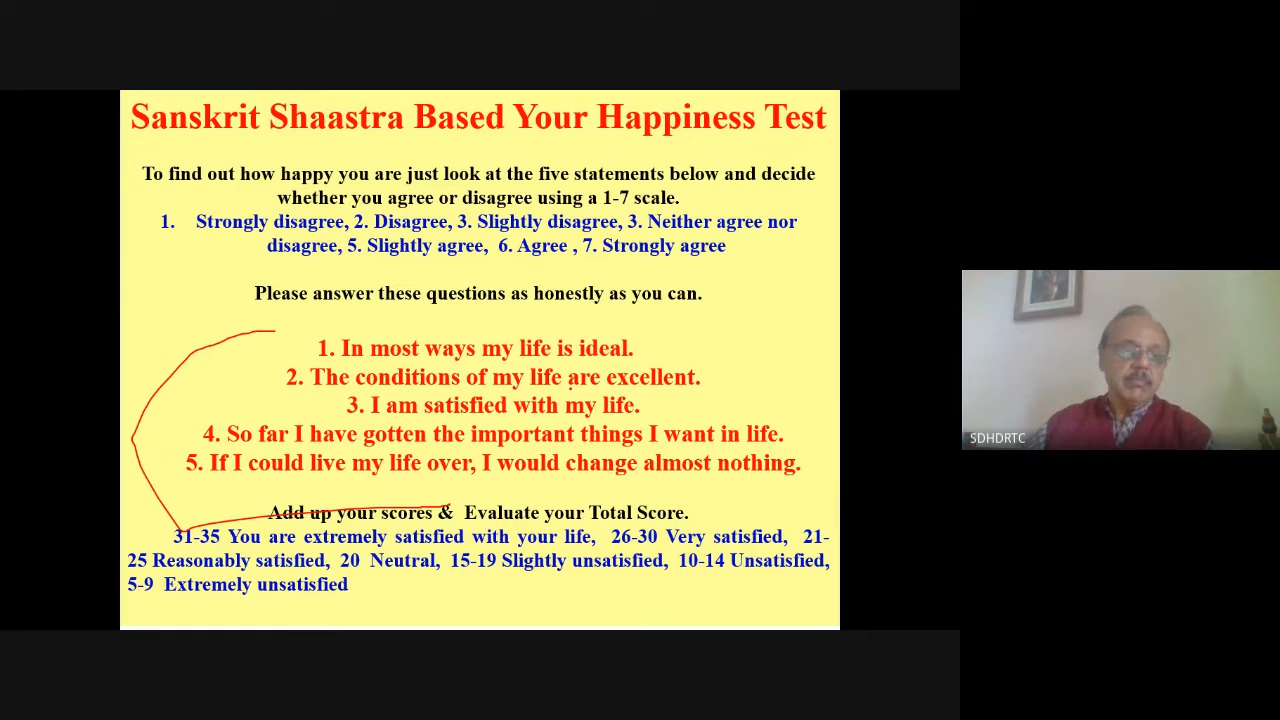 Sanskrit Shaastra Based Your Happiness Test
To find out how happy you are just look at the five statements below and decide
whether you agree or disagree using a 1-7 scale.
1. Strongly disagree, 2. Disagree, 3. Slightly disagree, 3. Neither agree nor
disagree, 5. Slightly agree, 6. Agree , 7. Strongly agree
Please answer these questions as honestly as you can.
1. In most ways my life is ideal.
2. The conditions of my life are excellent.
3. I am satisfied with my life.
4. So far I have gotten the important things I want in life.
5. If I could live my life over, I would change almost nothing.
Add up your scores & Evaluate your Total Score.
31-35 You are extremely satisfied with your life, 26-30 Very satisfied, 21-
25 Reasonably satisfied, 20 Neutral, 15-19 Slightly unsatisfied, 10-14 Unsatisfied,
5-9 Extremely unsatisfied
SDHDRTC